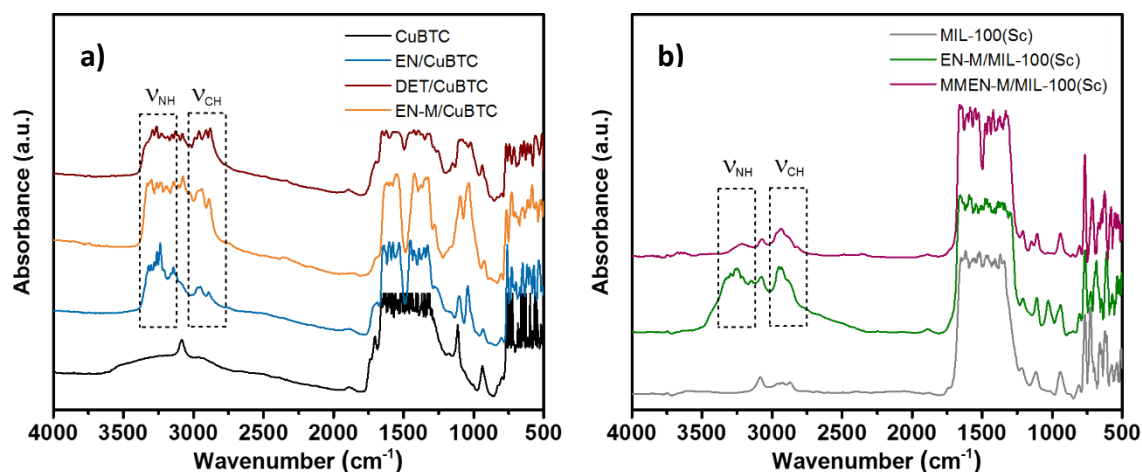 a)
CuBTC
EN/CuBTC
DET/CuBTC
EN-M/CuBTC
νNH
νCH
Absorbance (a.u.)
4000 3500 3000 2500 2000 1500 1000 500
Wavenumber (cm⁻¹)
b)
MIL-100(Sc)
EN-M/MIL-100(Sc)
MMEN-M/MIL-100(Sc)
νNH
νCH
Absorbance (a.u.)
4000 3500 3000 2500 2000 1500 1000 500
Wavenumber (cm⁻¹)